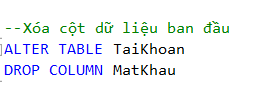 --Xóa cột dữ liệu ban đầu
ALTER TABLE TaiKhoan
DROP COLUMN MatKhau